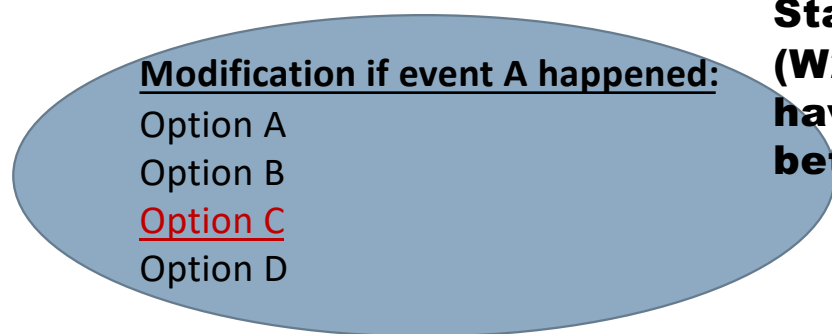 Modification if event A happened:
Option A
Option B
Option C
Option D